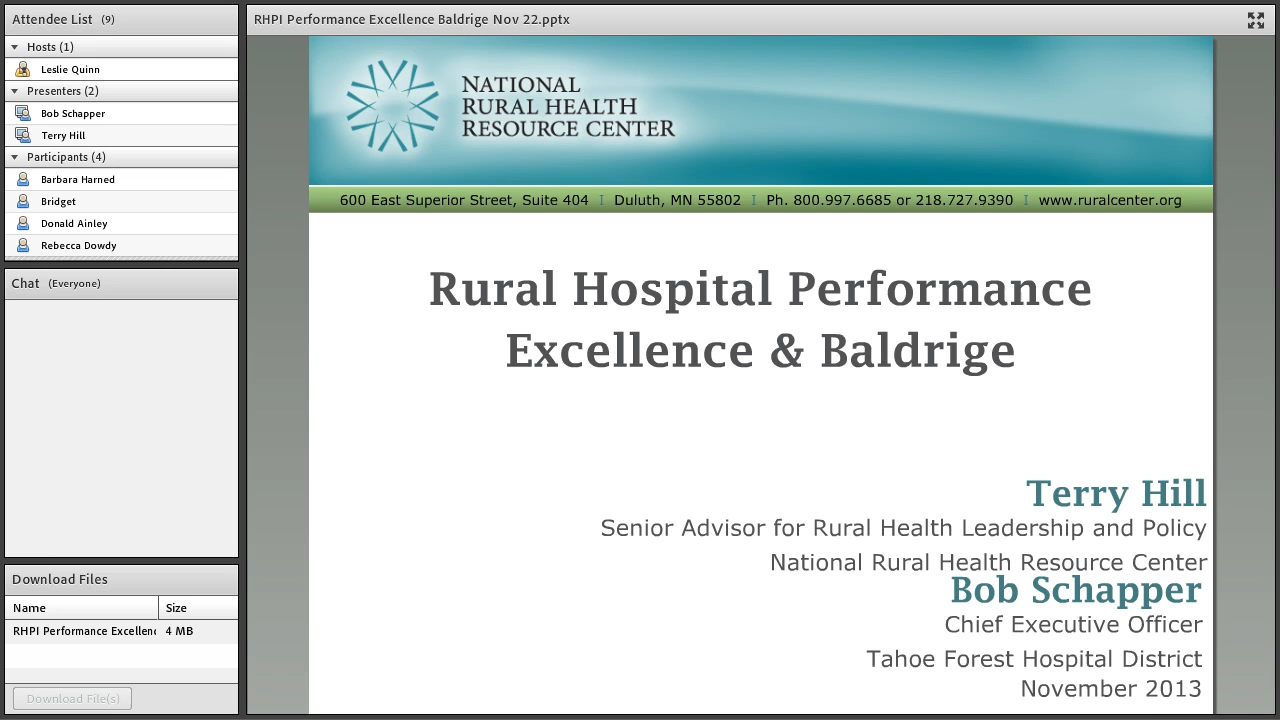 Attendee List (9)
Hosts (1)
Leslie Quinn
Presenters (2)
Bob Schapper
Terry Hill
Participants (4)
Barbara Harned
Bridget
Donald Ainley
Rebecca Dowdy
Chat (Everyone)
Download Files
Name Size
RHPI Performance Excellenc 4 MB
Download File(s)
RHPI Performance Excellence Baldrige Nov 22.pptx
NATIONAL
RURAL HEALTH
RESOURCE CENTER
600 East Superior Street, Suite 404 I Duluth, MN 55802 I Ph. 800.997.6685 or 218.727.9390 I www.ruralcenter.org
Rural Hospital Performance
Excellence & Baldrige
Terry Hill
Senior Advisor for Rural Health Leadership and Policy
National Rural Health Resource Center
Bob Schapper
Chief Executive Officer
Tahoe Forest Hospital District
November 2013